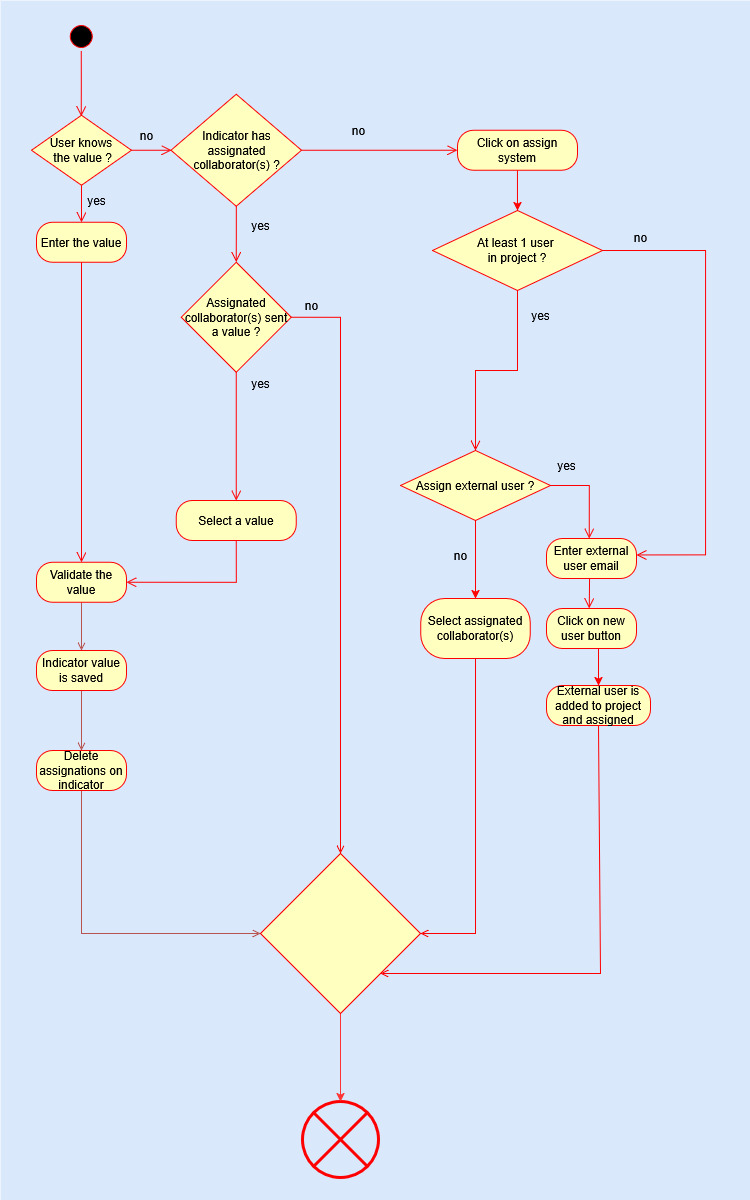 User knows
the value ?
no
Indicator has
assigned
collaborator(s) ?
no
Click on assign
system
yes
Enter the value
yes
At least 1 user
in project ?
no
Assigned
collaborator(s) sent
a value ?
no
yes
yes
Assign external user ?
yes
Select a value
no
Enter external
user email
Validate the
value
Select assigned
collaborator(s)
Click on new
user button
Indicator value
is saved
External user is
added to project
and assigned
Delete
assignations on
indicator